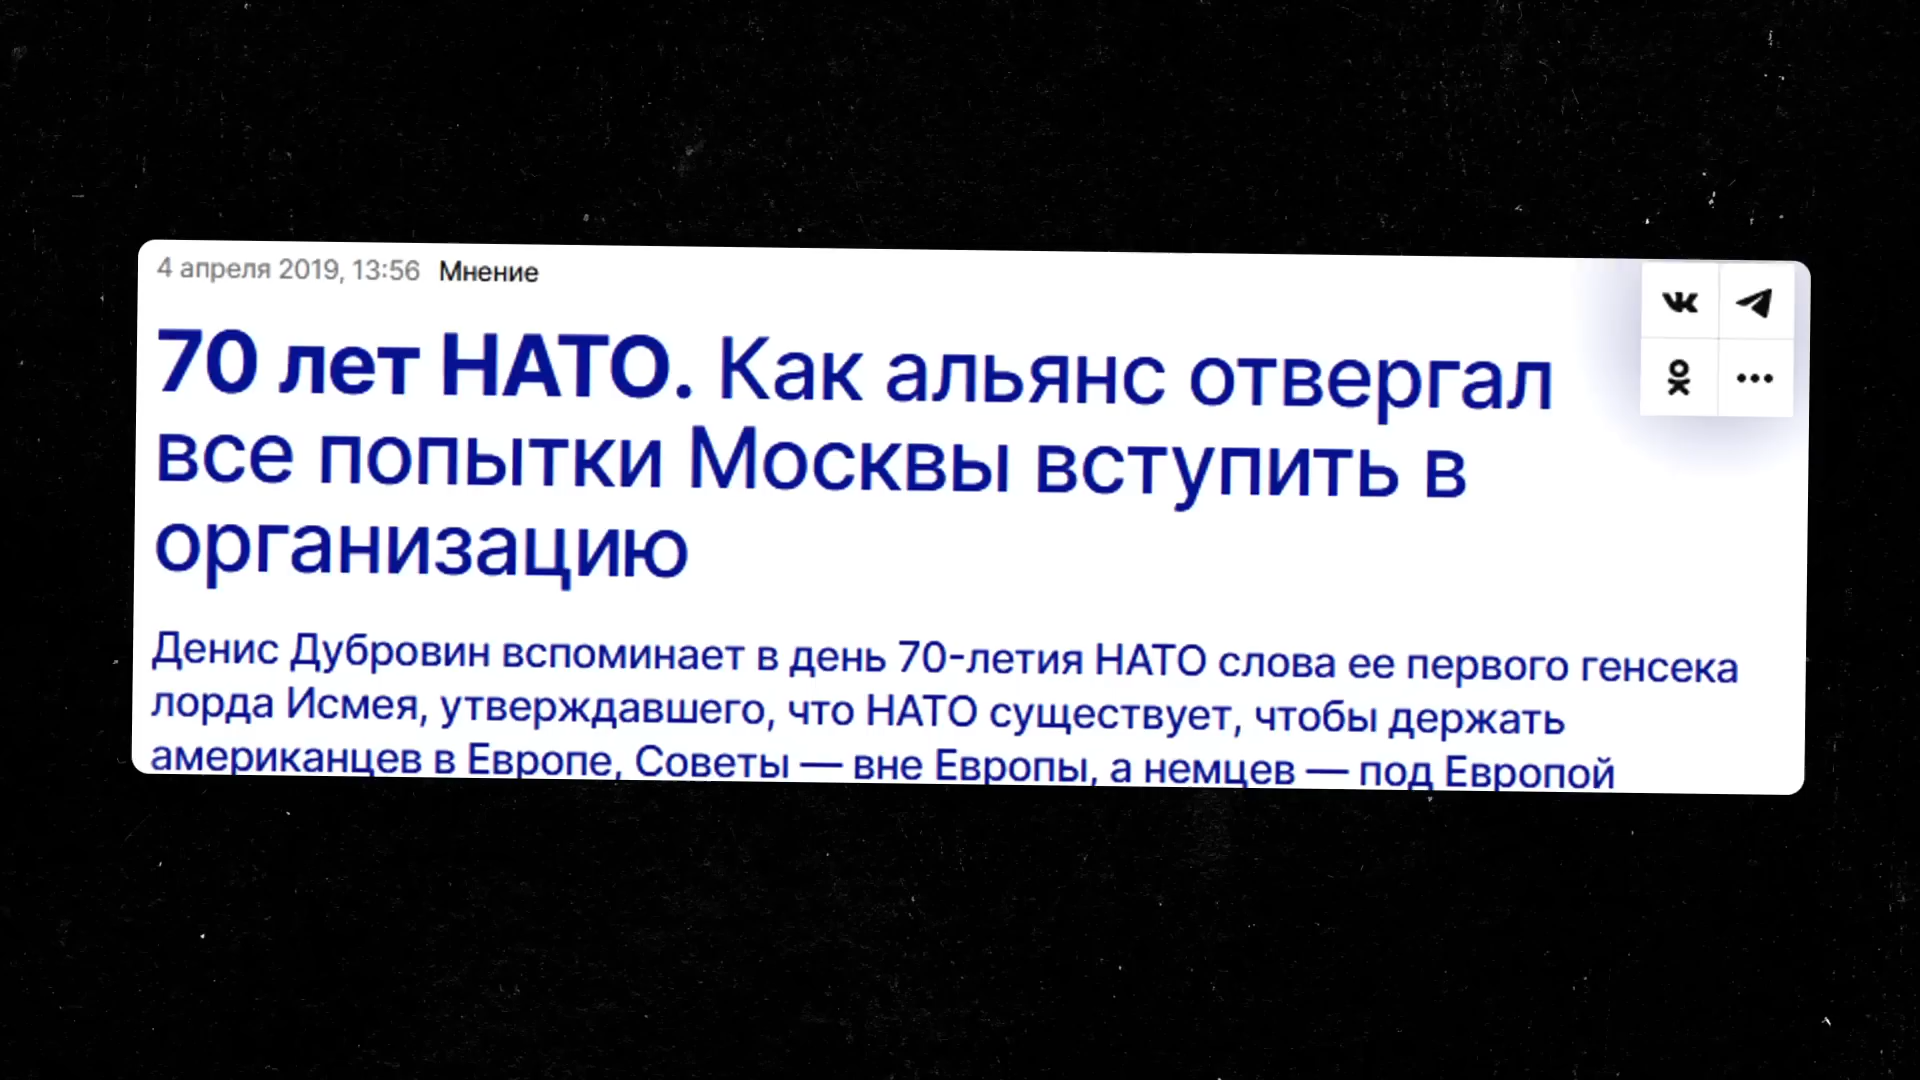 4 апреля 2019, 13:56 Мнение
70 лет НАТО. Как альянс отвергал
все попытки Москвы вступить в
организацию
Денис Дубровин вспоминает в день 70-летия НАТО слова ее первого генсека
лорда Исмея, утверждавшего, что НАТО существует, чтобы держать
американцев в Европе, Советы — вне Европы, а немцев — под Европой